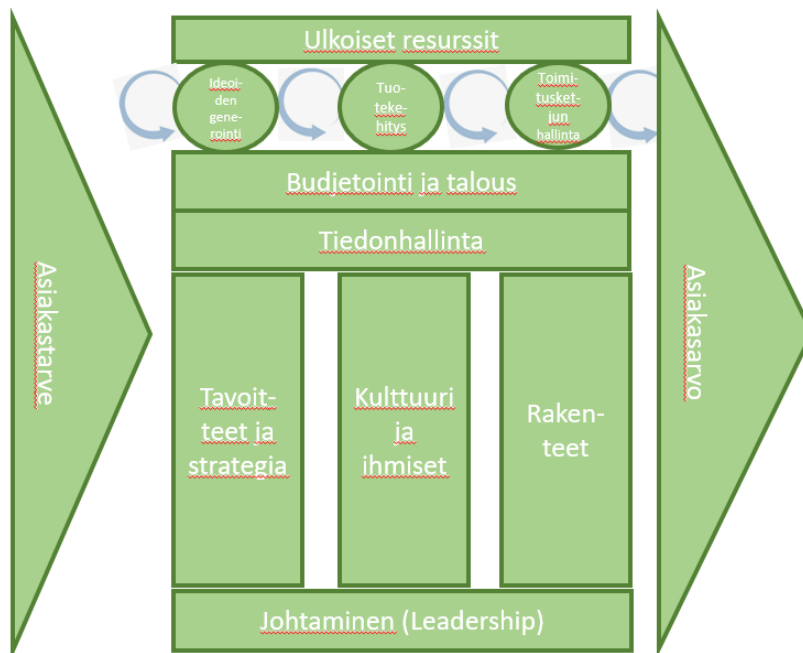 Ulkoiset resurssit
Ideoi-
den
gene-
rointi
Tuo-
teke-
hitys
Toimi-
tusket-
jun
hallinta
Budjetointi ja talous
Tiedonhallinta
Asiakastarve
Tavoit-
teet ja
strategia
Kulttuuri
ja
ihmiset
Raken-
teet
Asiakasarvo
Johtaminen (Leadership)